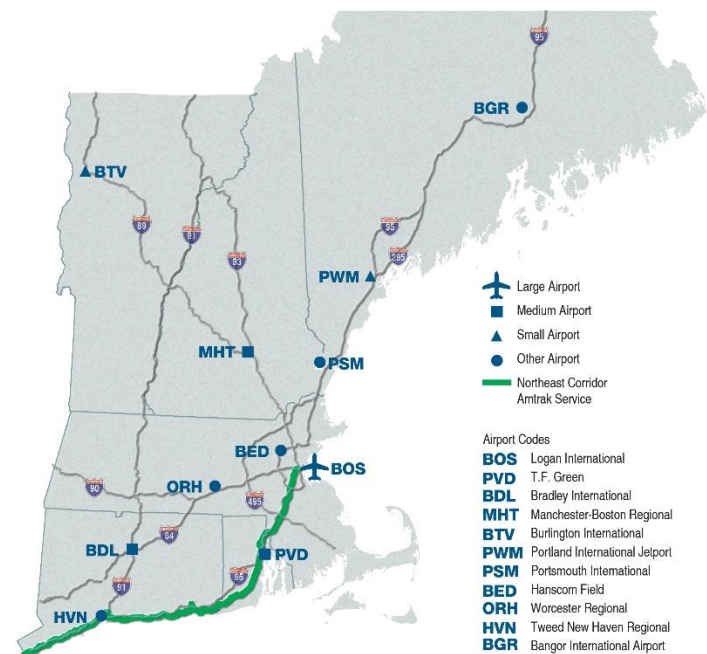 95
BGR
BTV
89
91
93
95
295
PWM
MHT
PSM
BED
BOS
ORH
90
495
84
BDL
PVD
95
91
HVN
Large Airport
Medium Airport
Small Airport
Other Airport
Northeast Corridor
Amtrak Service
Airport Codes
BOS Logan International
PVD T.F. Green
BDL Bradley International
MHT Manchester-Boston Regional
BTV Burlington International
PWM Portland International Jetport
PSM Portsmouth International
BED Hanscom Field
ORH Worcester Regional
HVN Tweed New Haven Regional
BGR Bangor International Airport